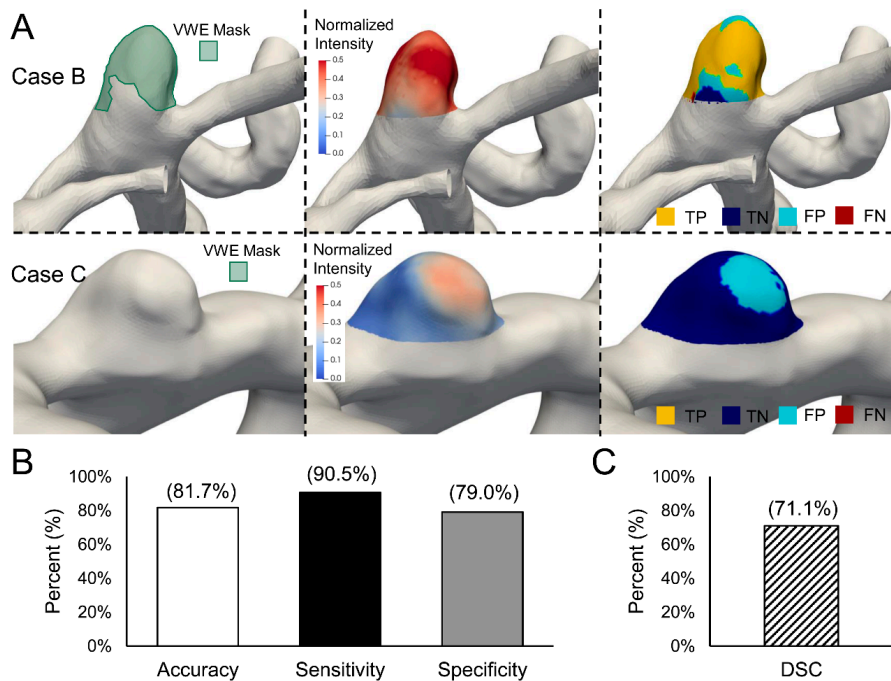 A
VWE Mask
Case B
Normalized
Intensity
0.5
0.4
0.3
0.2
0.1
0.0
TP TN FP FN
VWE Mask
Case C
Normalized
Intensity
0.5
0.4
0.3
0.2
0.1
0.0
TP TN FP FN
B
Percent (%)
100%
80%
60%
40%
20%
0%
(81.7%) (90.5%) (79.0%)
Accuracy Sensitivity Specificity
C
Percent (%)
100%
80%
60%
40%
20%
0%
(71.1%)
DSC